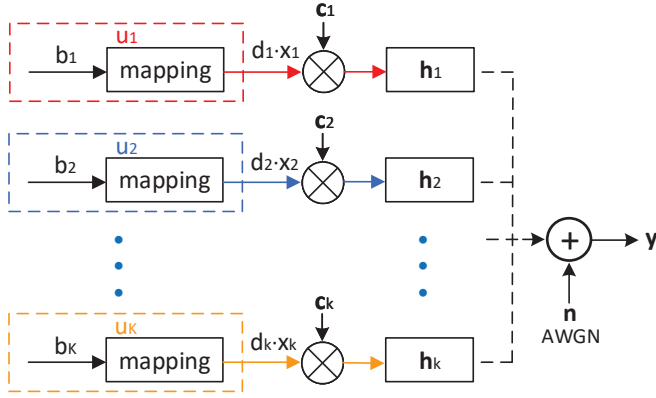 c1
u1
b1 mapping d1·x1 h1
c2
u2
b2 mapping d2·x2 h2
+ y
ck
uK
n
bK mapping dk·xk hk
AWGN